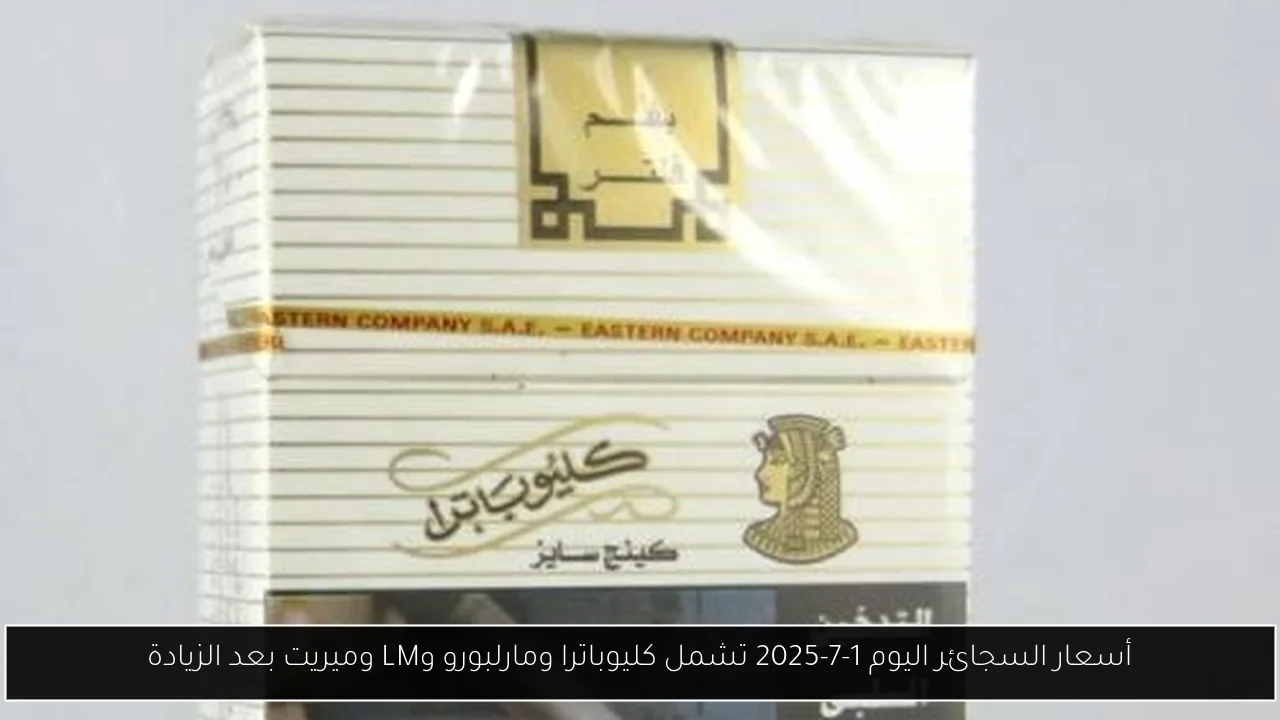 بفم
فلتر
EASTERN COMPANY S.A.E. — EASTERN COMPANY S.A.E. — EASTER
كليوباترا
كينج سايز
التدخين
أسعار السجائر اليوم 1-7-2025 تشمل كليوباترا ومارلبورو وLM وميريت بعد الزيادة